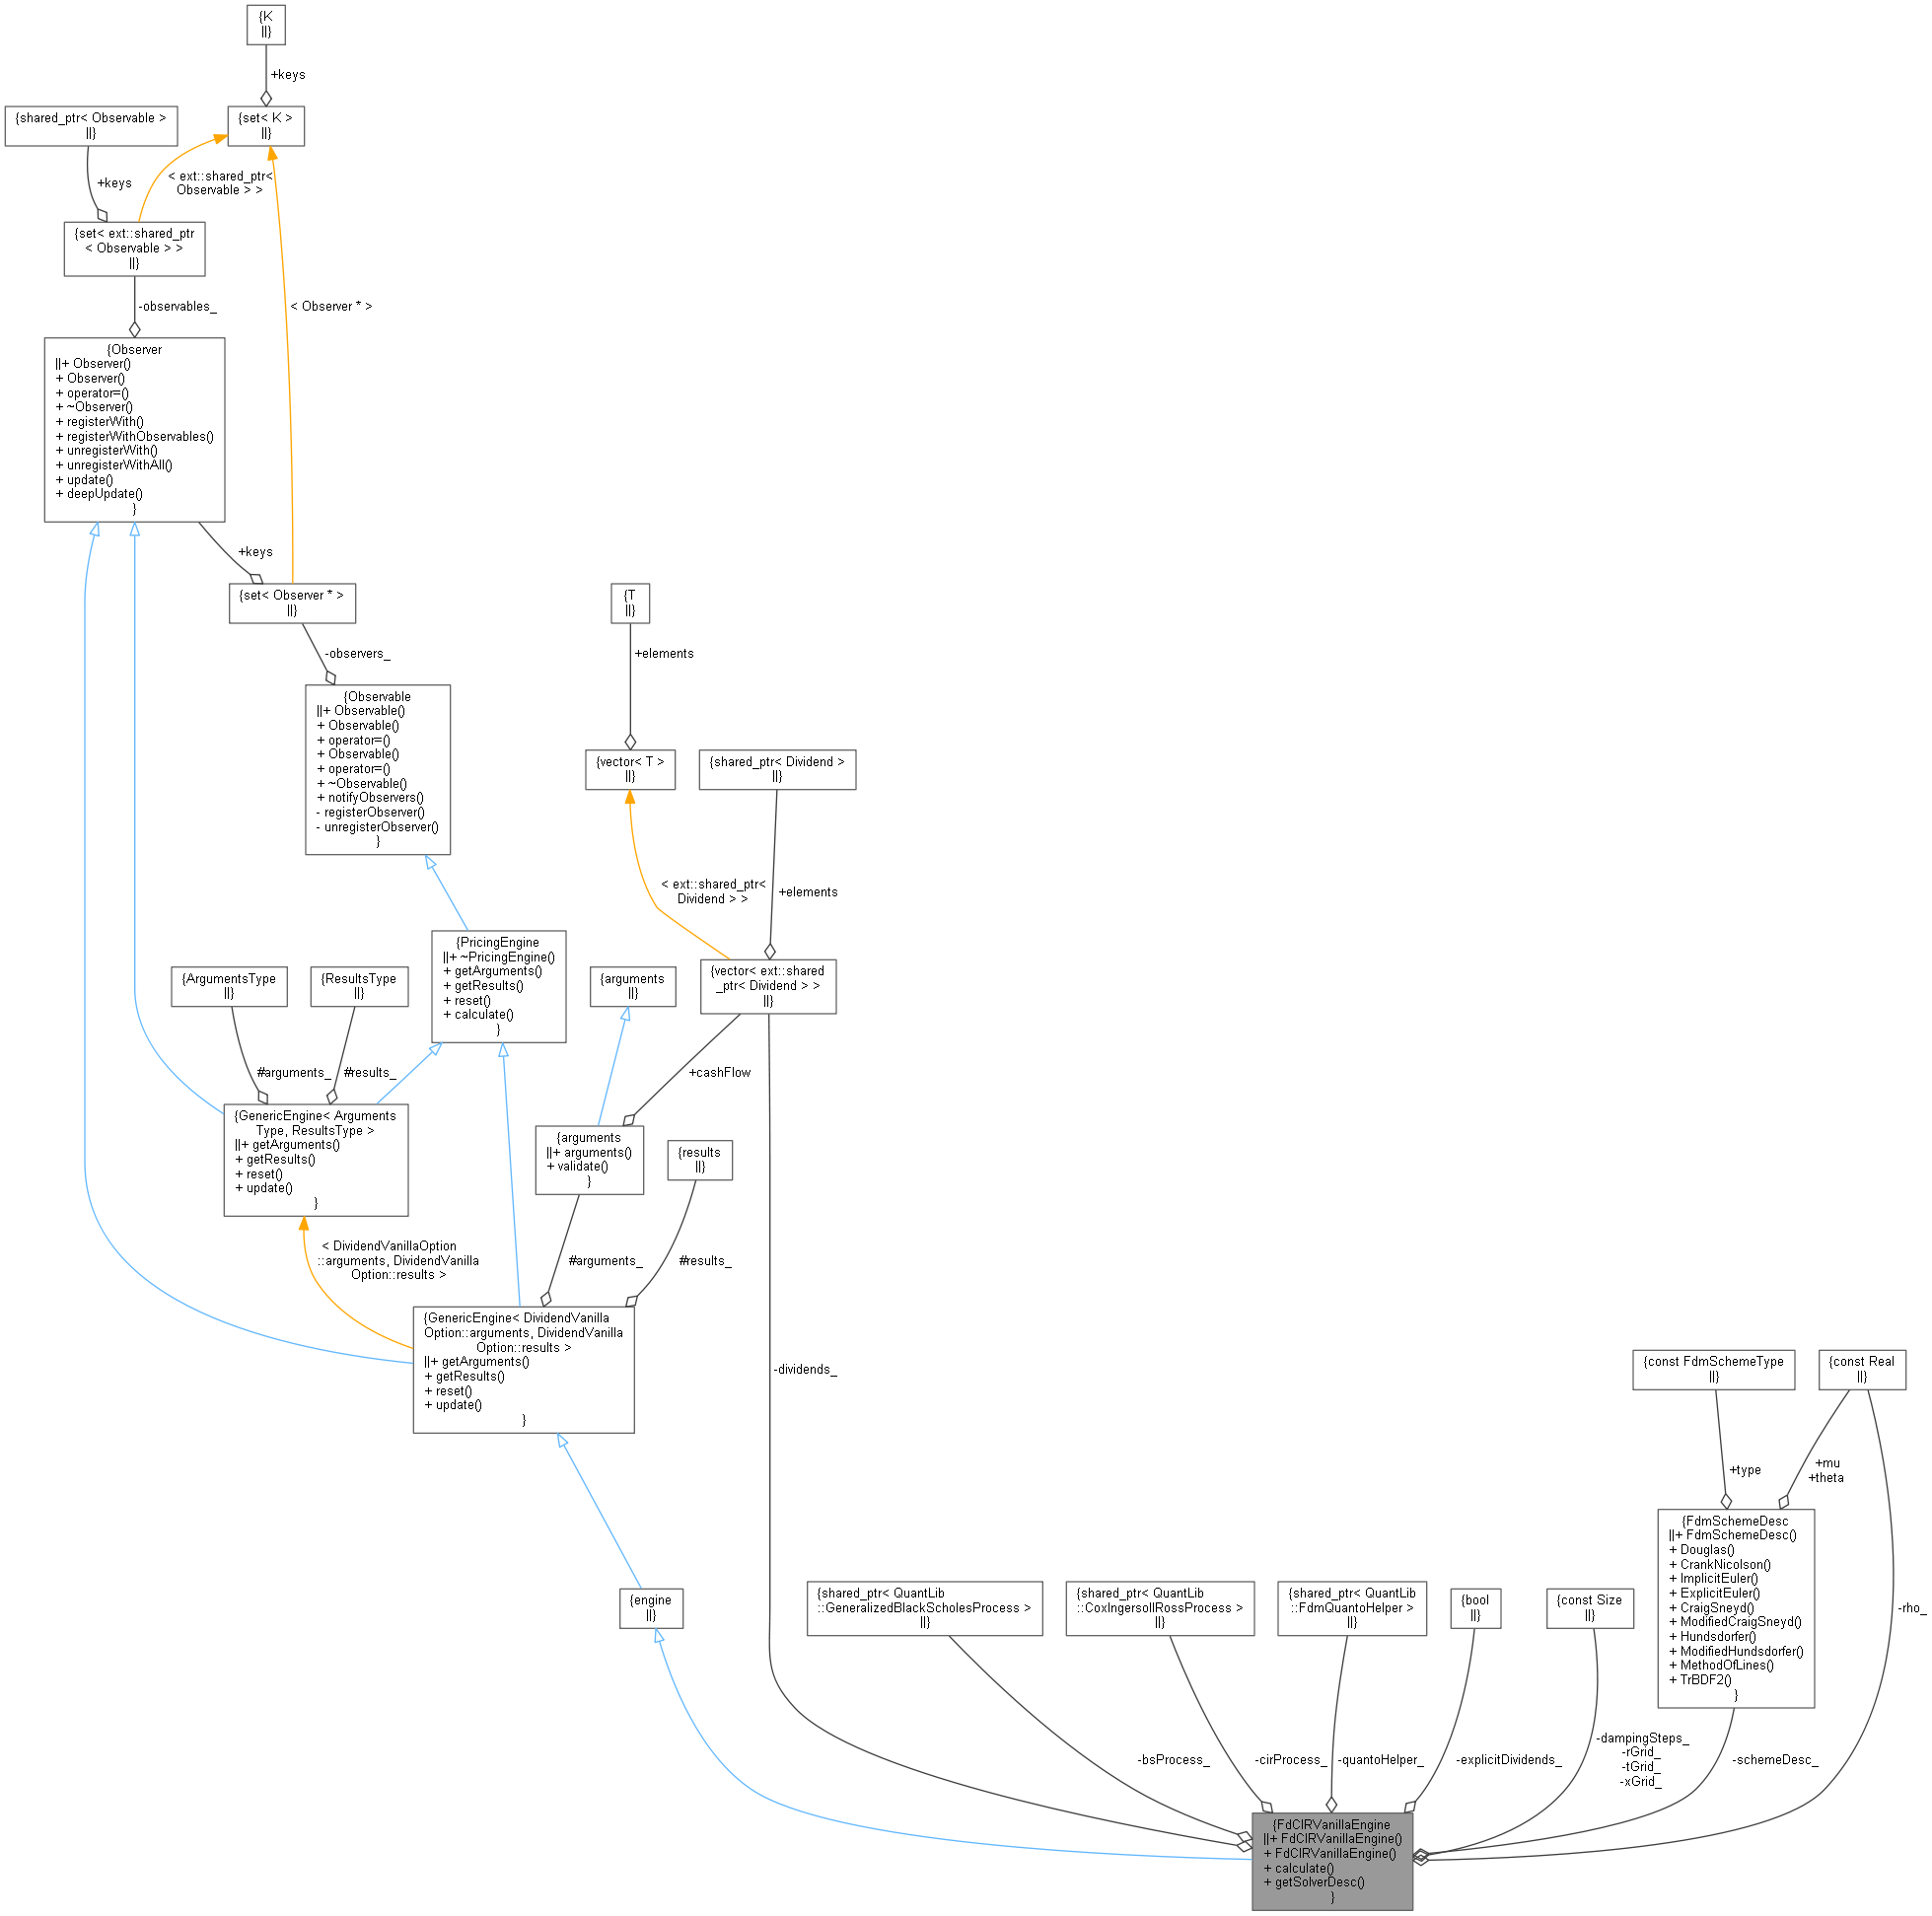 {K
||}
+keys
{shared_ptr< Observable >
||}
{set< K >
||}
+keys
< ext::shared_ptr<
Observable > >
{set< ext::shared_ptr
< Observable > >
||}
-observables_
< Observer * >
{Observer
||+ Observer()
+ Observer()
+ operator=()
+ ~Observer()
+ registerWith()
+ registerWithObservables()
+ unregisterWith()
+ unregisterWithAll()
+ update()
+ deepUpdate()
}
+keys
{set< Observer * >
||}
{T
||}
-observers_
+elements
{Observable
||+ Observable()
+ Observable()
+ operator=()
+ Observable()
+ operator=()
+ ~Observable()
+ notifyObservers()
- registerObserver()
- unregisterObserver()
}
{vector< T >
||}
{shared_ptr< Dividend >
||}
< ext::shared_ptr<
Dividend > >
+elements
{PricingEngine
||+ ~PricingEngine()
+ getArguments()
+ getResults()
+ reset()
+ calculate()
}
{ArgumentsType
||}
{ResultsType
||}
{arguments
||}
{vector< ext::shared
_ptr< Dividend > >
||}
#arguments_
#results_
+cashFlow
{GenericEngine< Arguments
Type, ResultsType >
||+ getArguments()
+ getResults()
+ reset()
+ update()
}
{arguments
||+ arguments()
+ validate()
}
{results
||}
< DividendVanillaOption
::arguments, DividendVanilla
Option::results >
#arguments_
#results_
{GenericEngine< DividendVanilla
Option::arguments, DividendVanilla
Option::results >
||+ getArguments()
+ getResults()
+ reset()
+ update()
}
-dividends_
{const FdmSchemeType
||}
{const Real
||}
+type
+mu
+theta
{FdmSchemeDesc
||+ FdmSchemeDesc()
+ Douglas()
+ CrankNicolson()
+ ImplicitEuler()
+ ExplicitEuler()
+ CraigSneyd()
+ ModifiedCraigSneyd()
+ Hundsdorfer()
+ ModifiedHundsdorfer()
+ MethodOfLines()
+ TrBDF2()
}
-rho_
{engine
||}
{shared_ptr< QuantLib
::GeneralizedBlackScholesProcess >
||}
{shared_ptr< QuantLib
::CoxIngersollRossProcess >
||}
{shared_ptr< QuantLib
::FdmQuantoHelper >
||}
{bool
||}
{const Size
||}
-bsProcess_
-cirProcess_
-quantoHelper_
-explicitDividends_
-dampingSteps_
-rGrid_
-tGrid_
-xGrid_
-schemeDesc_
{FdCIRVanillaEngine
||+ FdCIRVanillaEngine()
+ FdCIRVanillaEngine()
+ calculate()
+ getSolverDesc()
}